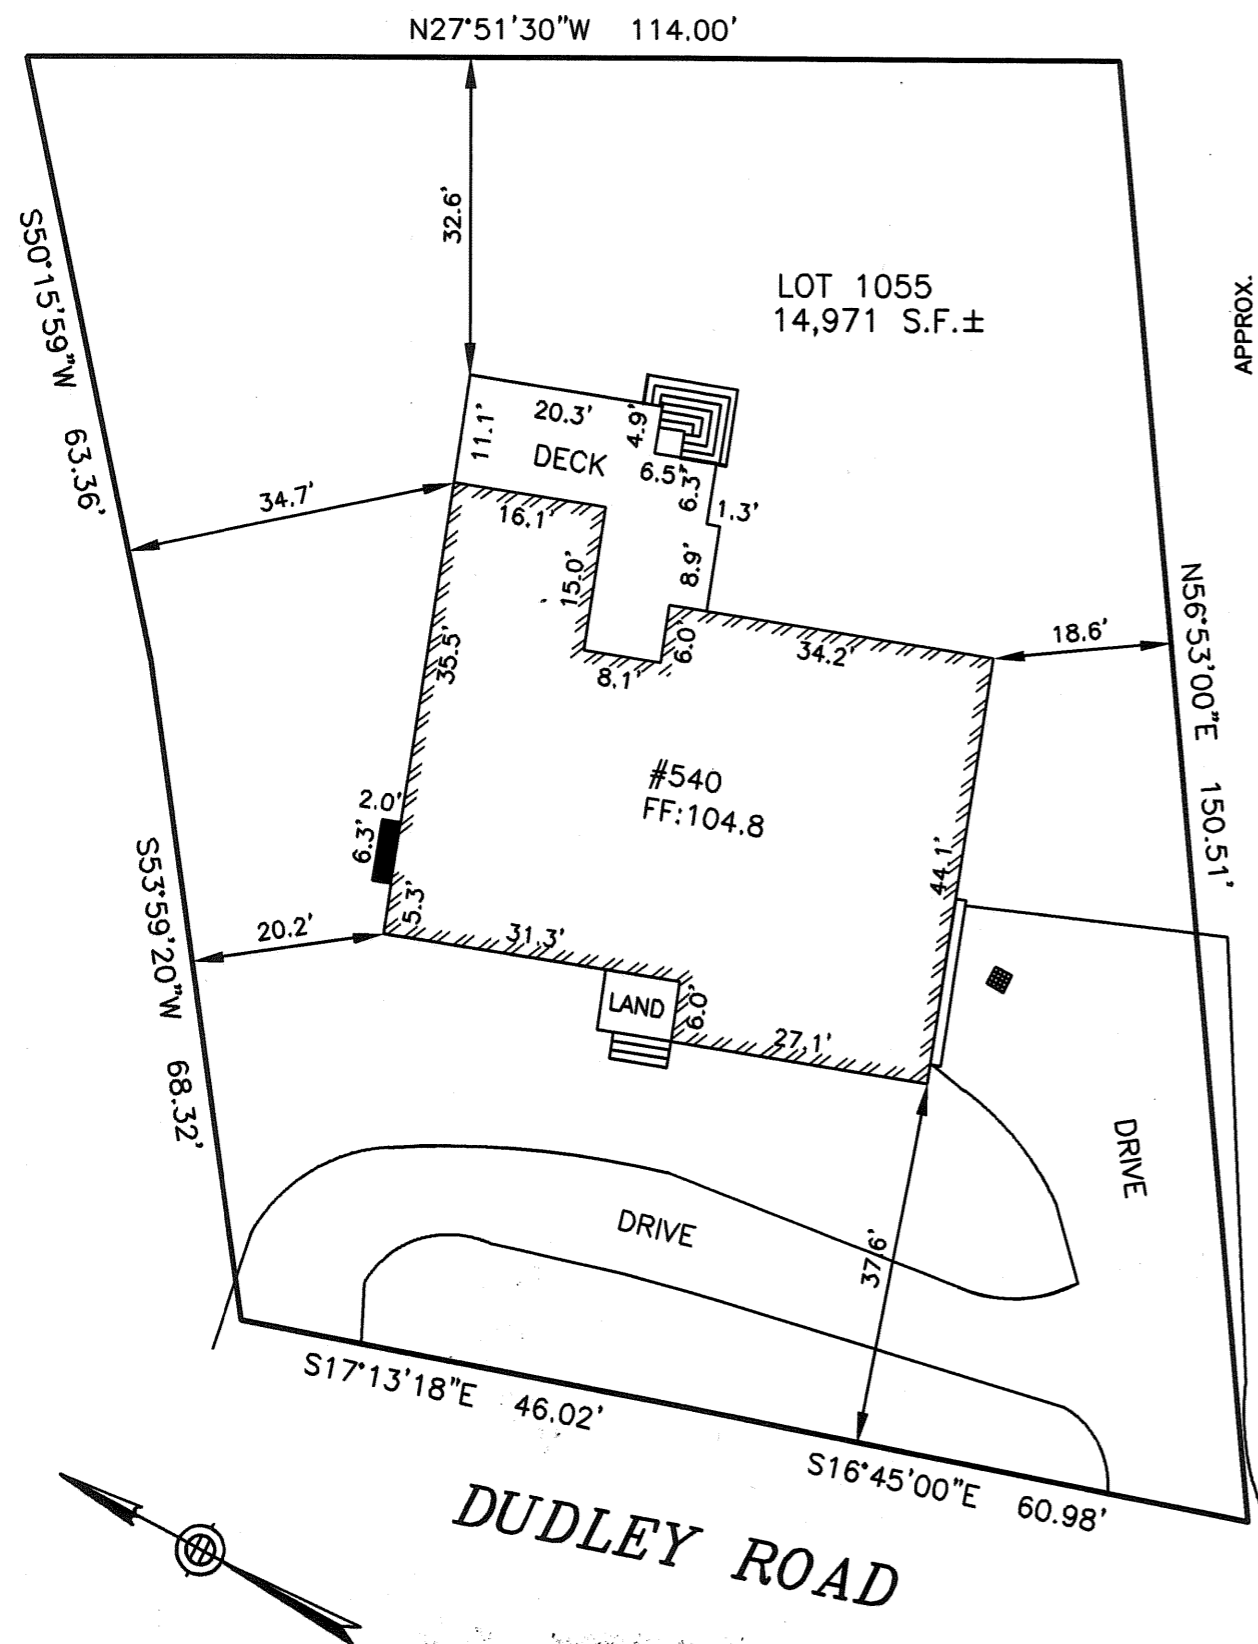 N27°51'30"W 114.00'
S50°15'59"W 63.36'
32.6'
LOT 1055
14,971 S.F.±
APPROX.
11.1'
20.3'
4.9'
DECK
6.5'
6.3'
1.3'
34.7'
16.1'
15.0'
8.9'
N56°53'00"E 150.51'
18.6'
6.0'
34.2'
8.1'
35.5'
#540
FF:104.8
2.0'
6.3'
44.1'
S53°59'20"W 68.32'
5.3'
20.2'
31.3'
LAND
6.0'
27.1'
DRIVE
DRIVE
37.6'
S17°13'18"E 46.02'
S16°45'00"E 60.98'
DUDLEY ROAD